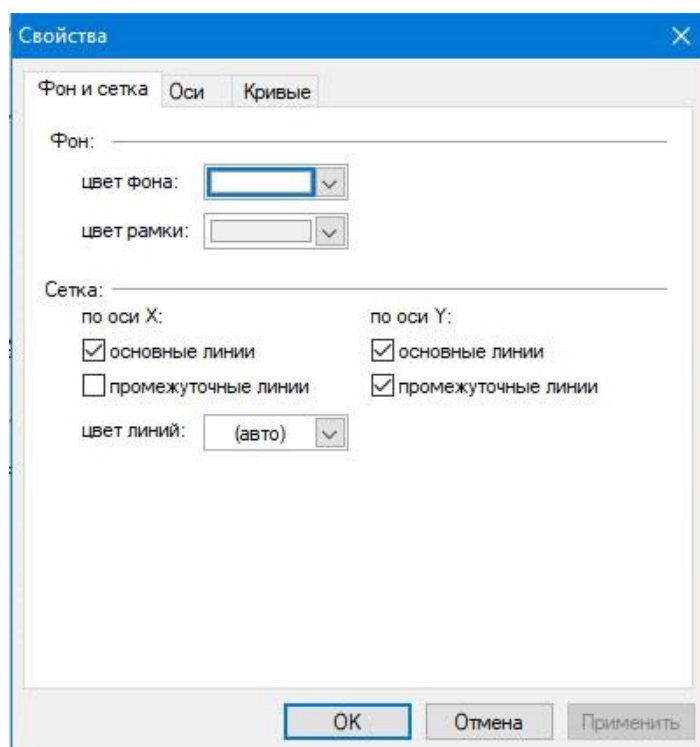 Свойства
Фон и сетка Оси Кривые
Фон:
цвет фона:
цвет рамки:
Сетка:
по оси X: по оси Y:
основные линии основные линии
промежуточные линии промежуточные линии
цвет линий: (авто)
OK Отмена Применить